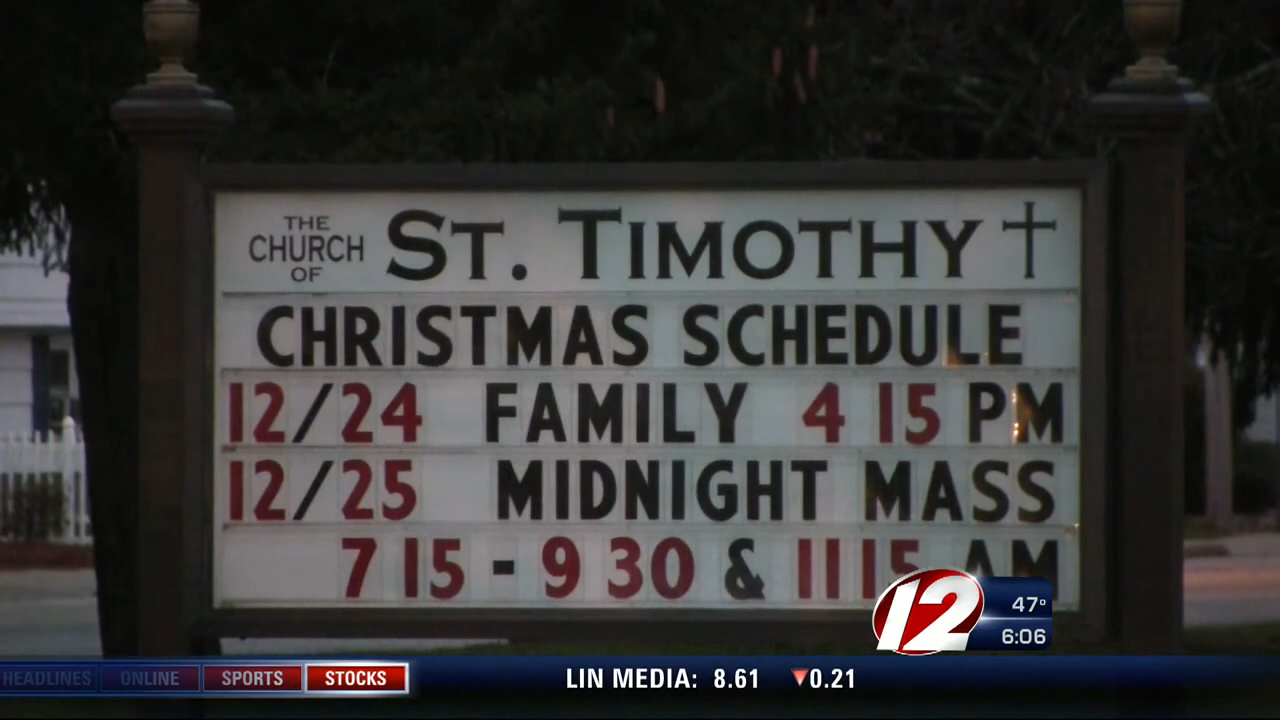 THE
CHURCH
OF
ST. TIMOTHY
CHRISTMAS SCHEDULE
12/24 FAMILY 4 15 PM
12/25 MIDNIGHT MASS
7 15 - 9 30 & 11 15 AM
12
47°
6:06
HEADLINES ONLINE SPORTS STOCKS LIN MEDIA: 8.61 ▼0.21